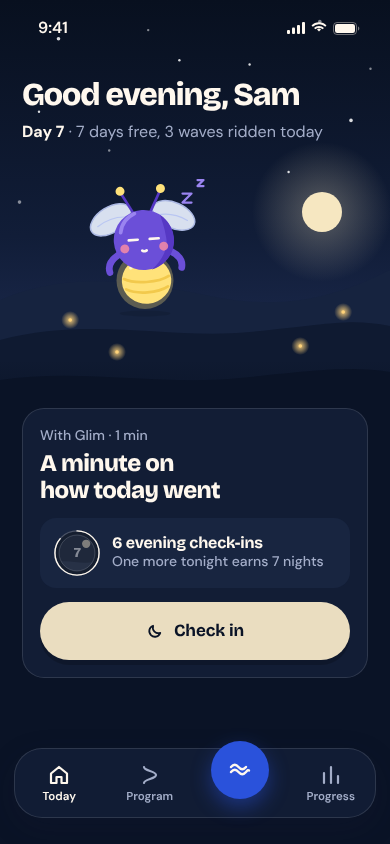 9:41
Good evening, Sam
Day 7 · 7 days free, 3 waves ridden today
z
z
With Glim · 1 min
A minute on
how today went
7
6 evening check-ins
One more tonight earns 7 nights
Check in
Today
Program
Progress